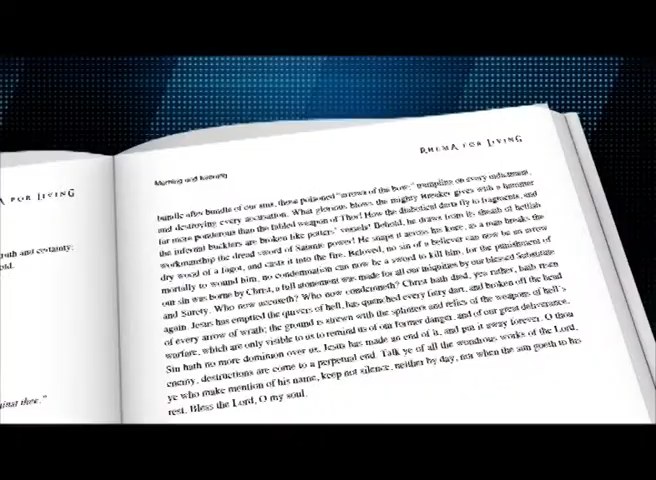 A FOR LIVING
ruth and certainty;
old.
inst thee."
RHEMA FOR LIVING
Morning and Evening
bundle after bundle of our sins, those poisoned "arrows of the bow;" trampling on every indictment,
and destroying every accusation. What glorious blows the mighty Breaker gives with a hammer
far more ponderous than the fabled weapon of Thor! How the diabolical darts fly to fragments, and
the infernal bucklers are broken like potters' vessels! Behold, he draws from its sheath of hellish
workmanship the dread sword of Satanic power! He snaps it across his knee, as a man breaks the
dry wood of a fagot, and casts it into the fire. Beloved, no sin of a believer can now be an arrow
mortally to wound him, no condemnation can now be a sword to kill him, for the punishment of
our sin was borne by Christ, a full atonement was made for all our iniquities by our blessed Substitute
and Surety. Who now accuseth? Who now condemneth? Christ hath died, yea rather, hath risen
again. Jesus has emptied the quivers of hell, has quenched every fiery dart, and broken off the head
of every arrow of wrath; the ground is strewn with the splinters and relics of the weapons of hell's
warfare, which are only visible to us to remind us of our former danger, and of our great deliverance.
Sin hath no more dominion over us. Jesus has made an end of it, and put it away forever. O thou
enemy, destructions are come to a perpetual end. Talk ye of all the wondrous works of the Lord,
ye who make mention of his name, keep not silence, neither by day, nor when the sun goeth to his
rest. Bless the Lord, O my soul.